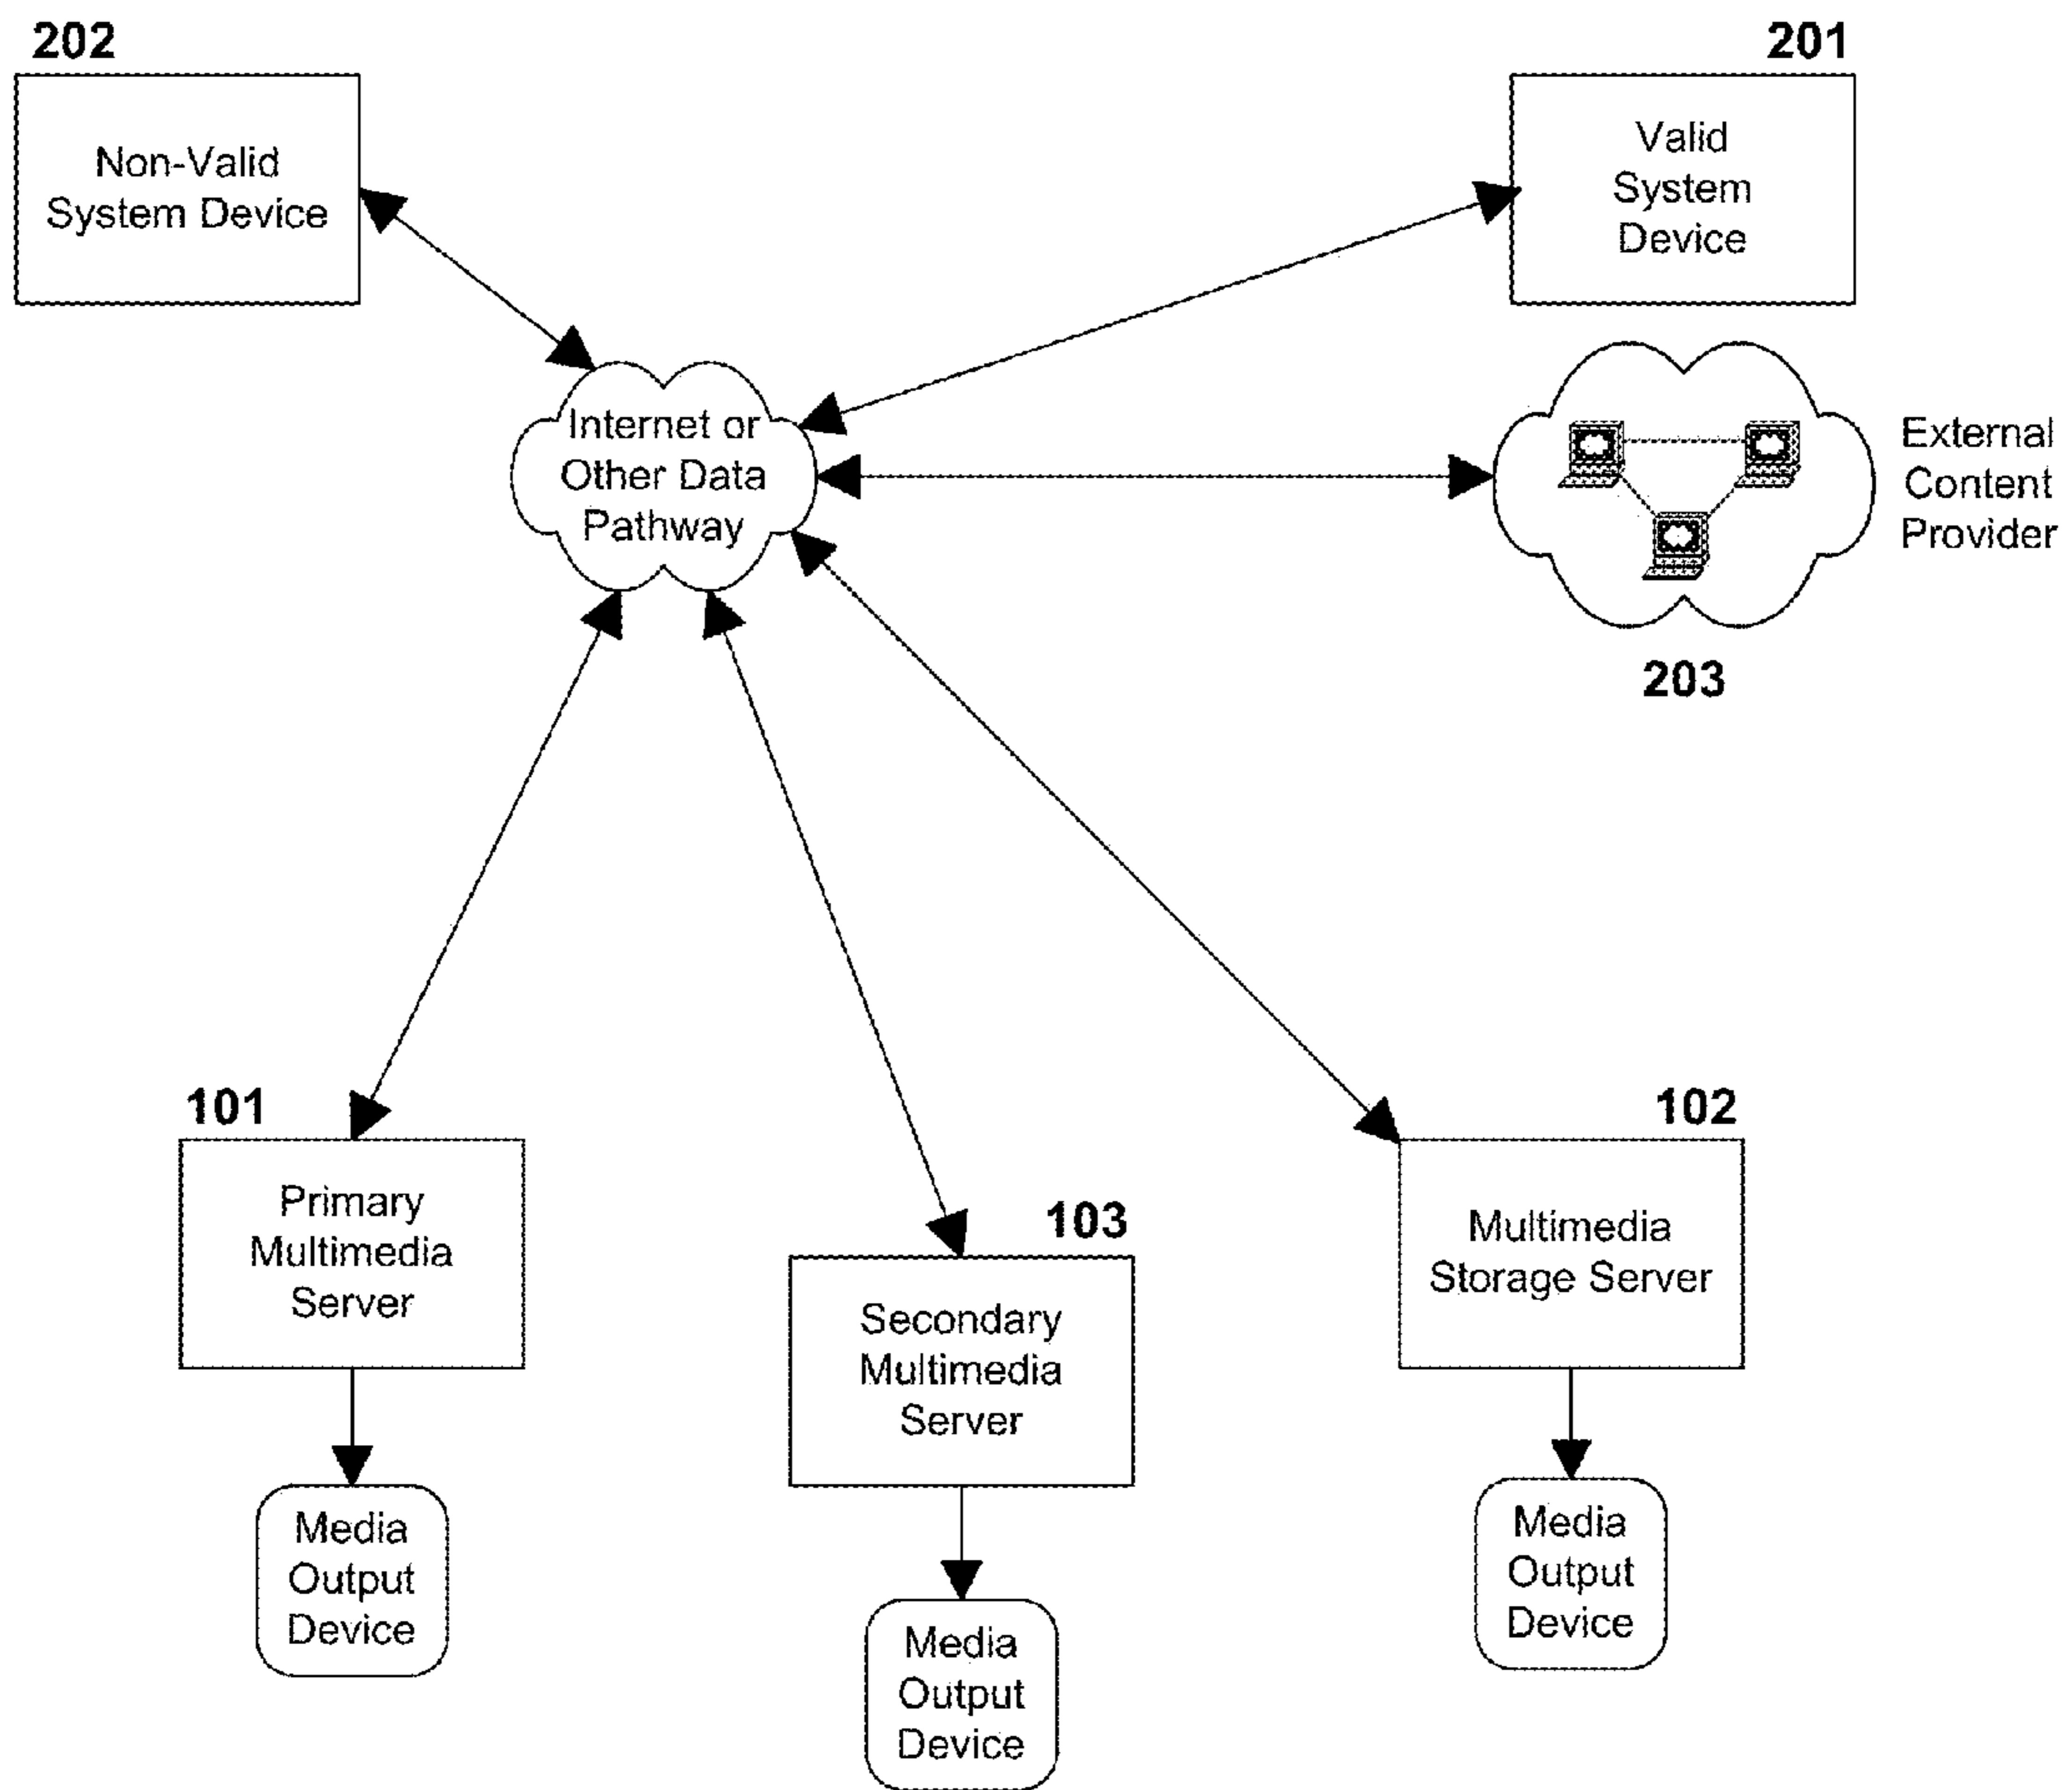 202
201
Non-Valid
System Device
Valid
System
Device
Internet or
Other Data
Pathway
External
Content
Provider
203
101
Primary
Multimedia
Server
103
Secondary
Multimedia
Server
102
Multimedia
Storage Server
Media
Output
Device
Media
Output
Device
Media
Output
Device